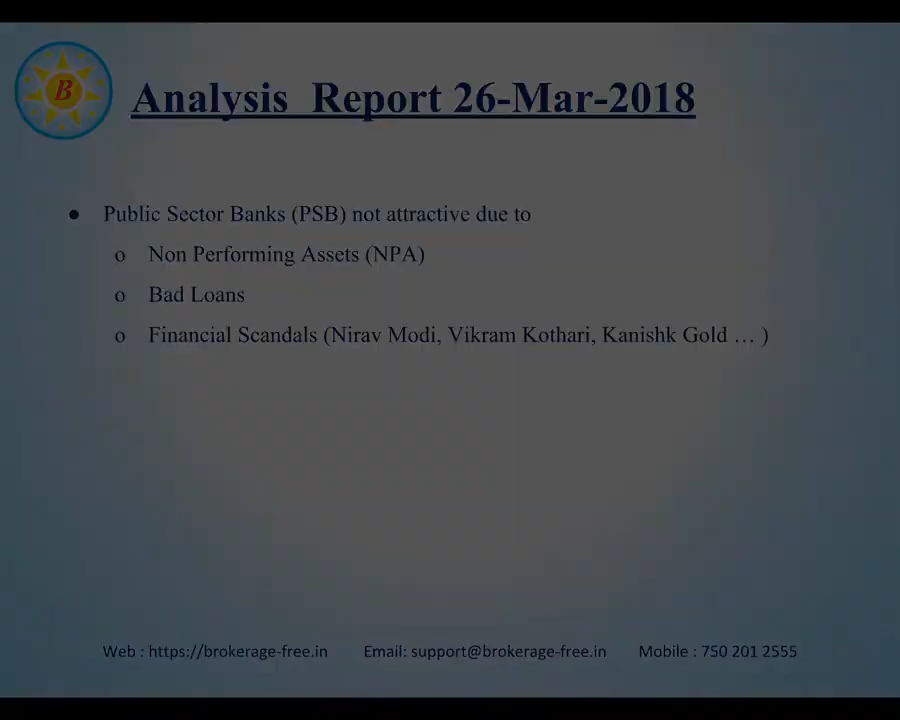 B
Analysis Report 26-Mar-2018
● Public Sector Banks (PSB) not attractive due to
o Non Performing Assets (NPA)
o Bad Loans
o Financial Scandals (Nirav Modi, Vikram Kothari, Kanishk Gold … )
Web : https://brokerage-free.in Email: support@brokerage-free.in Mobile : 750 201 2555